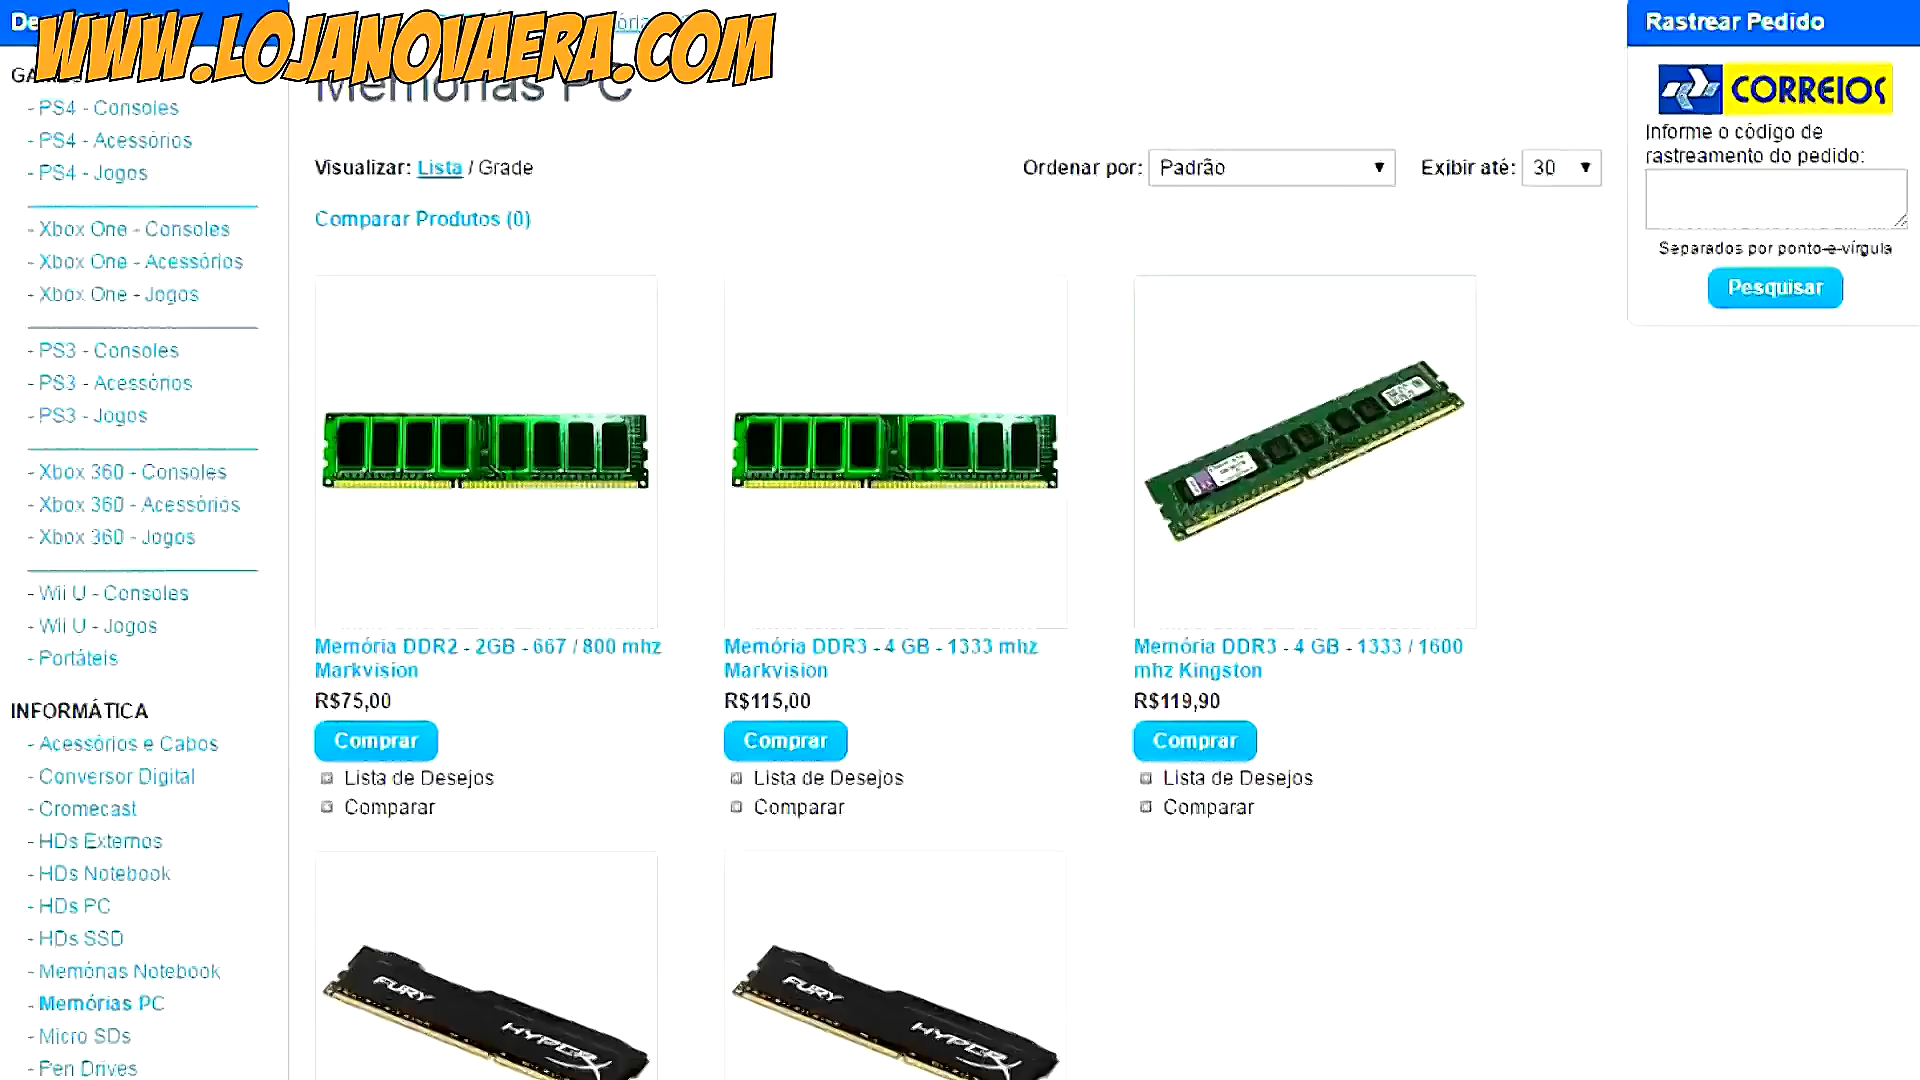 WWW.LOJANOVAERA.COM
Memórias PC
Visualizar: Lista / Grade
Ordenar por: Padrão
Exibir até: 30
Comparar Produtos (0)
- PS4 - Consoles
- PS4 - Acessórios
- PS4 - Jogos
- Xbox One - Consoles
- Xbox One - Acessórios
- Xbox One - Jogos
- PS3 - Consoles
- PS3 - Acessórios
- PS3 - Jogos
- Xbox 360 - Consoles
- Xbox 360 - Acessórios
- Xbox 360 - Jogos
- Wii U - Consoles
- Wii U - Jogos
- Portáteis
INFORMÁTICA
- Acessórios e Cabos
- Conversor Digital
- Cromecast
- HDs Externos
- HDs Notebook
- HDs PC
- HDs SSD
- Memórias Notebook
- Memórias PC
- Micro SDs
- Pen Drives
Memória DDR2 - 2GB - 667 / 800 mhz
Markvision
R$75,00
Comprar
Lista de Desejos
Comparar
Memória DDR3 - 4 GB - 1333 mhz
Markvision
R$115,00
Comprar
Lista de Desejos
Comparar
Memória DDR3 - 4 GB - 1333 / 1600
mhz Kingston
R$119,90
Comprar
Lista de Desejos
Comparar
FURY
HYPERX
FURY
HYPERX
Rastrear Pedido
CORREIOS
Informe o código de
rastreamento do pedido:
Separados por ponto-e-vírgula
Pesquisar